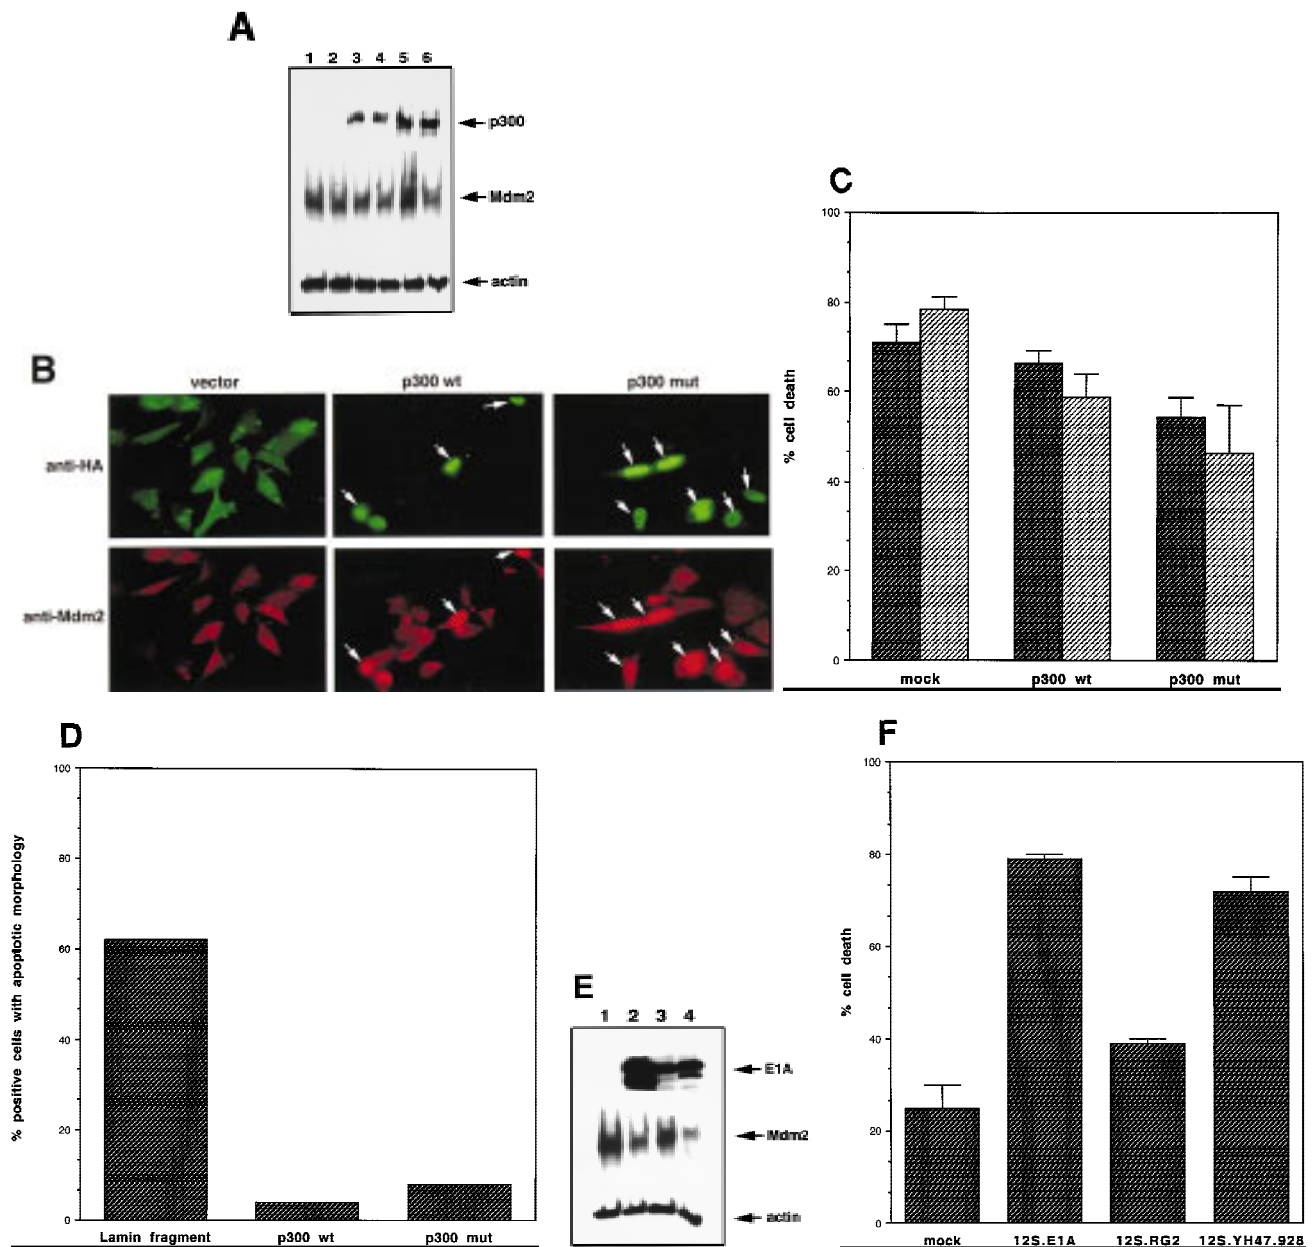 A
1 2 3 4 5 6
p300
Mdm2
actin
B
vector
p300 wt
p300 mut
anti-HA
anti-Mdm2
C
100
80
60
40
20
0
% cell death
mock
p300 wt
p300 mut
D
100
80
60
40
20
0
% positive cells with apoptotic morphology
Lamin fragment
p300 wt
p300 mut
E
1 2 3 4
E1A
Mdm2
actin
F
100
80
60
40
20
0
% cell death
mock
12S.E1A
12S.RG2
12S.YH47.928